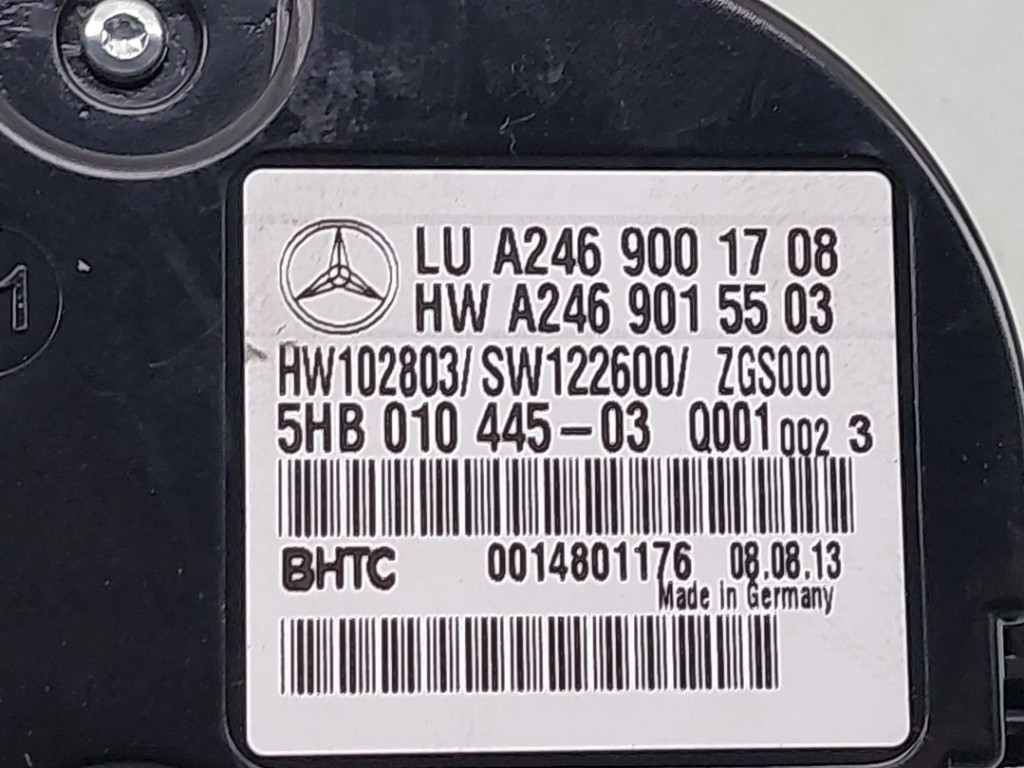 LU A246 900 17 08
HW A246 901 55 03
HW102803/ SW122600/ ZGS000
5HB 010 445-03 Q001 002 3
BHTC 0014801176 08.08.13
Made in Germany
1